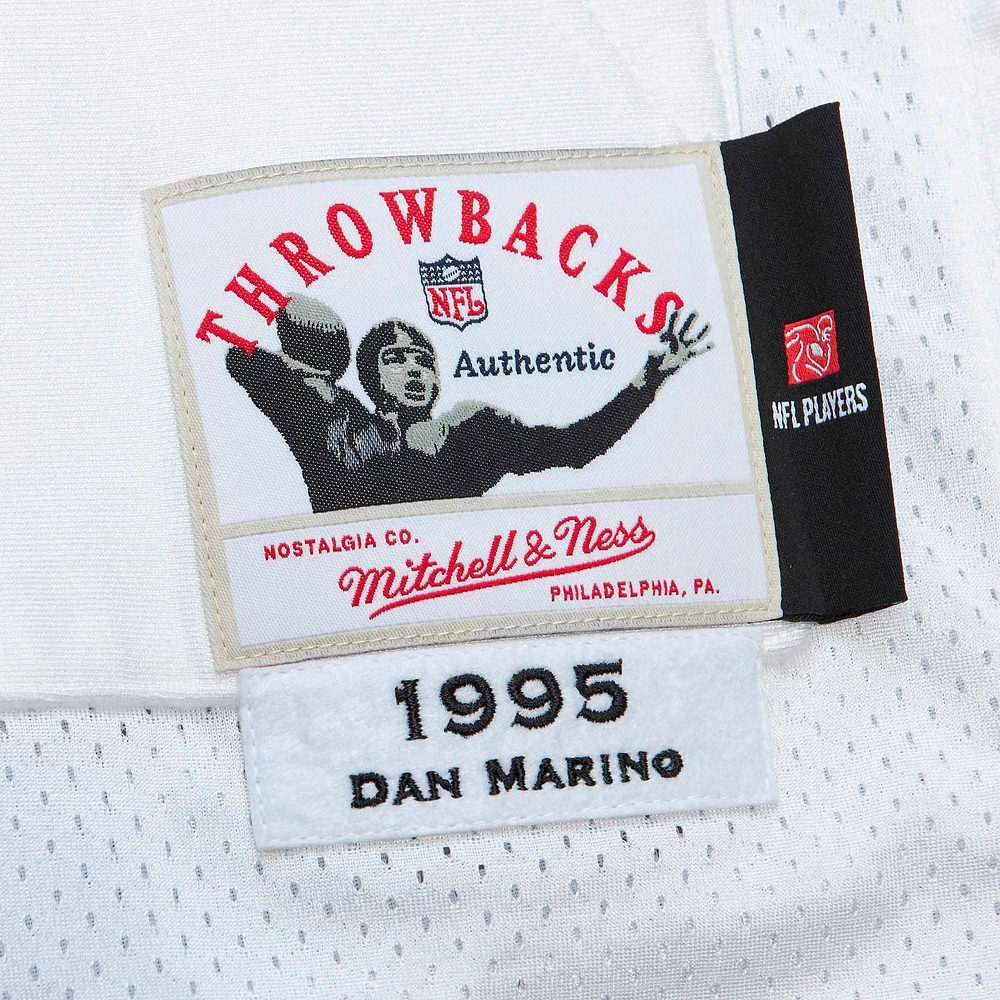 THROWBACKS
NFL
Authentic
NFL PLAYERS
NOSTALGIA CO.
Mitchell & Ness
PHILADELPHIA, PA.
1995
DAN MARINO